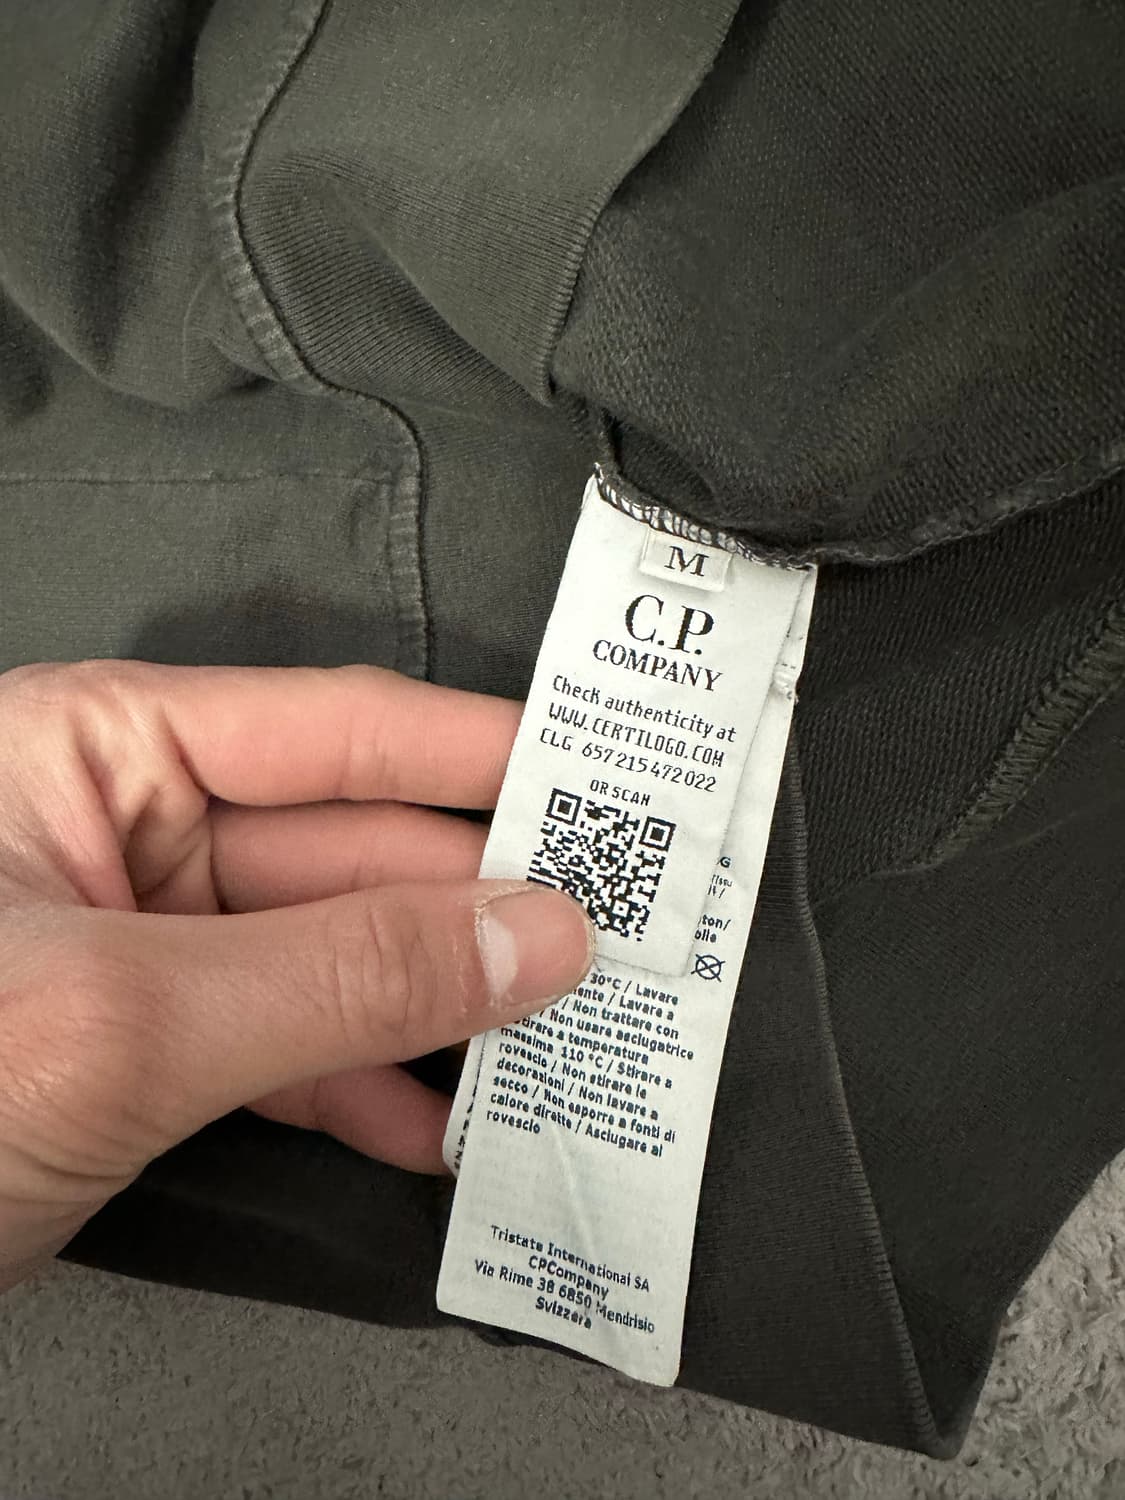 M
C.P.
COMPANY
Check authenticity at
WWW.CERTILOGO.COM
CLG 657215472022
OR SCAN
ton/
30°C / Lavare
/ Lavara a
/ Non trattare con
/ Non usare asciugatrice
a temperatura
massima 110 °C / Stirare a
rovescio / Non stirare le
decorazioni / Non lavare a
secco / Non esporre a fonti di
calore dirette / Asciugare al
rovescio
Tristate International SA
CPCompany
Via Rime 38 6850 Mendrisio
Svizzera